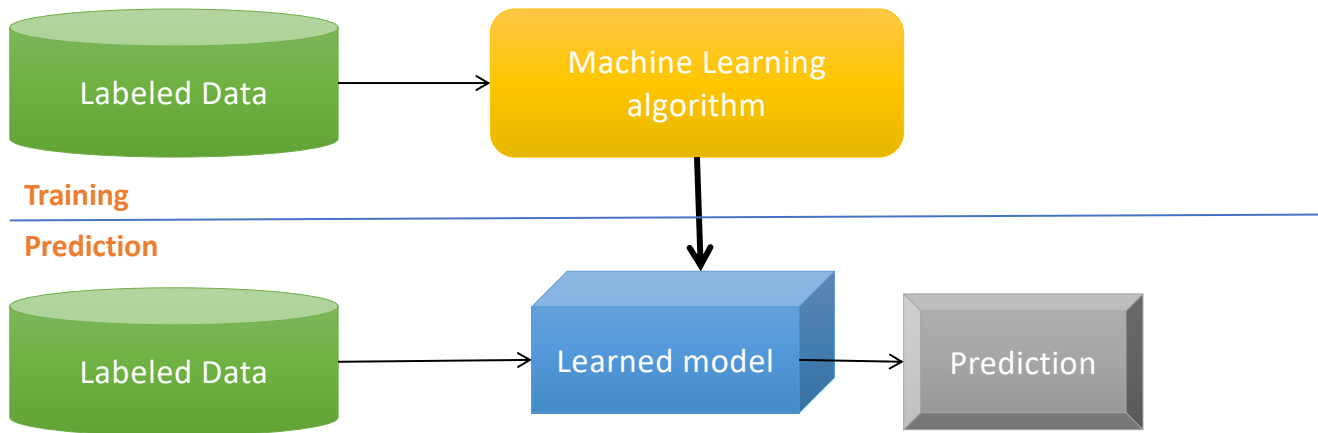 Labeled Data
Machine Learning
algorithm
Training
Prediction
Labeled Data
Learned model
Prediction